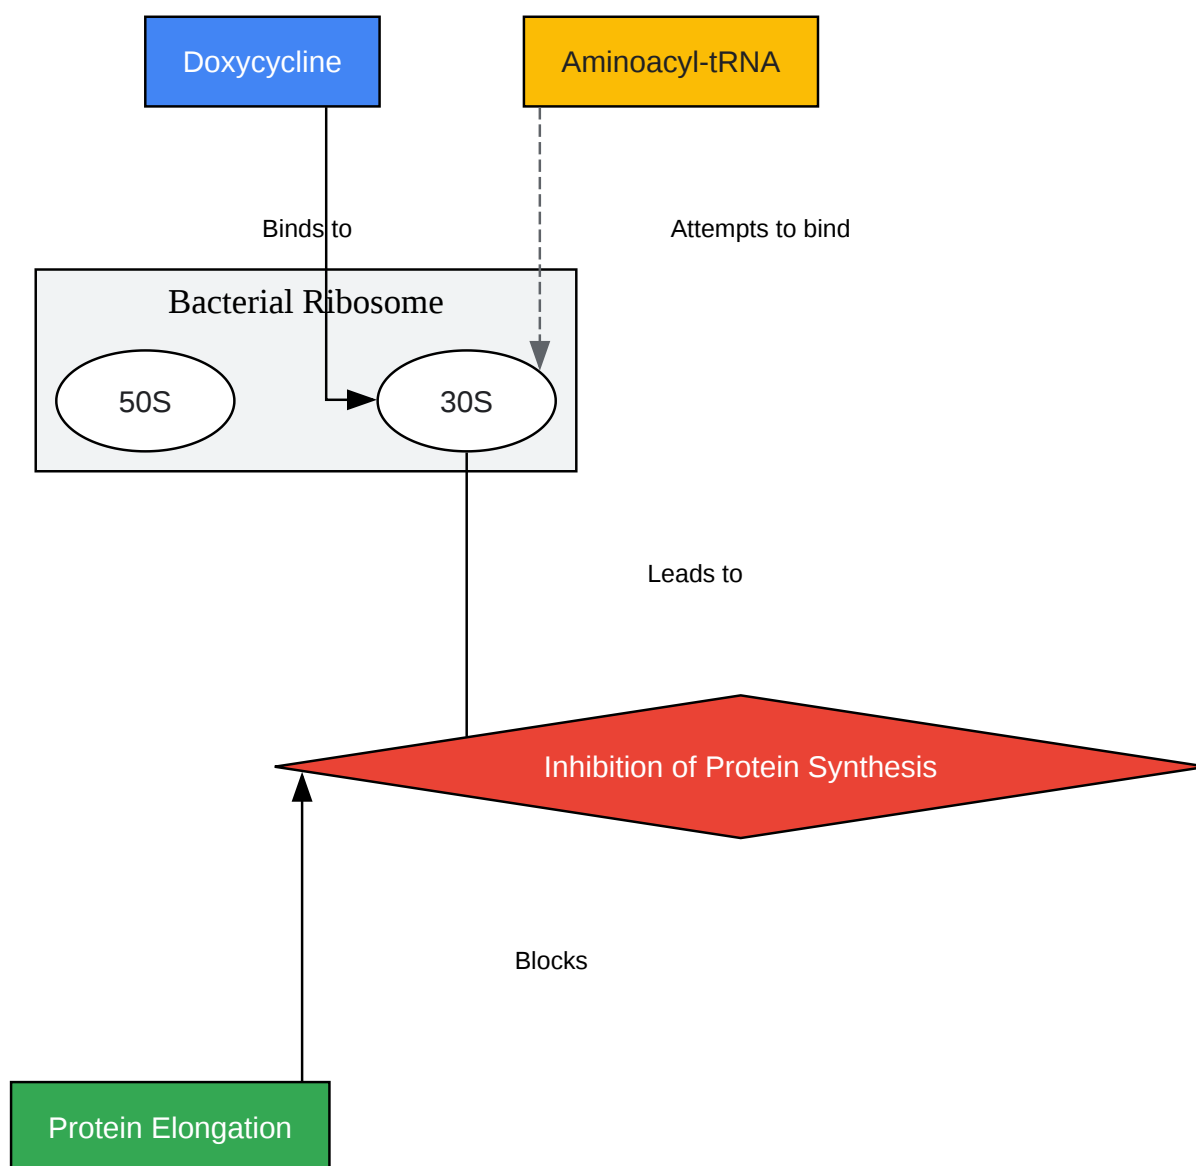 Doxycycline
Aminoacyl-tRNA
Binds to
Attempts to bind
Bacterial Ribosome
50S
30S
Leads to
Inhibition of Protein Synthesis
Blocks
Protein Elongation